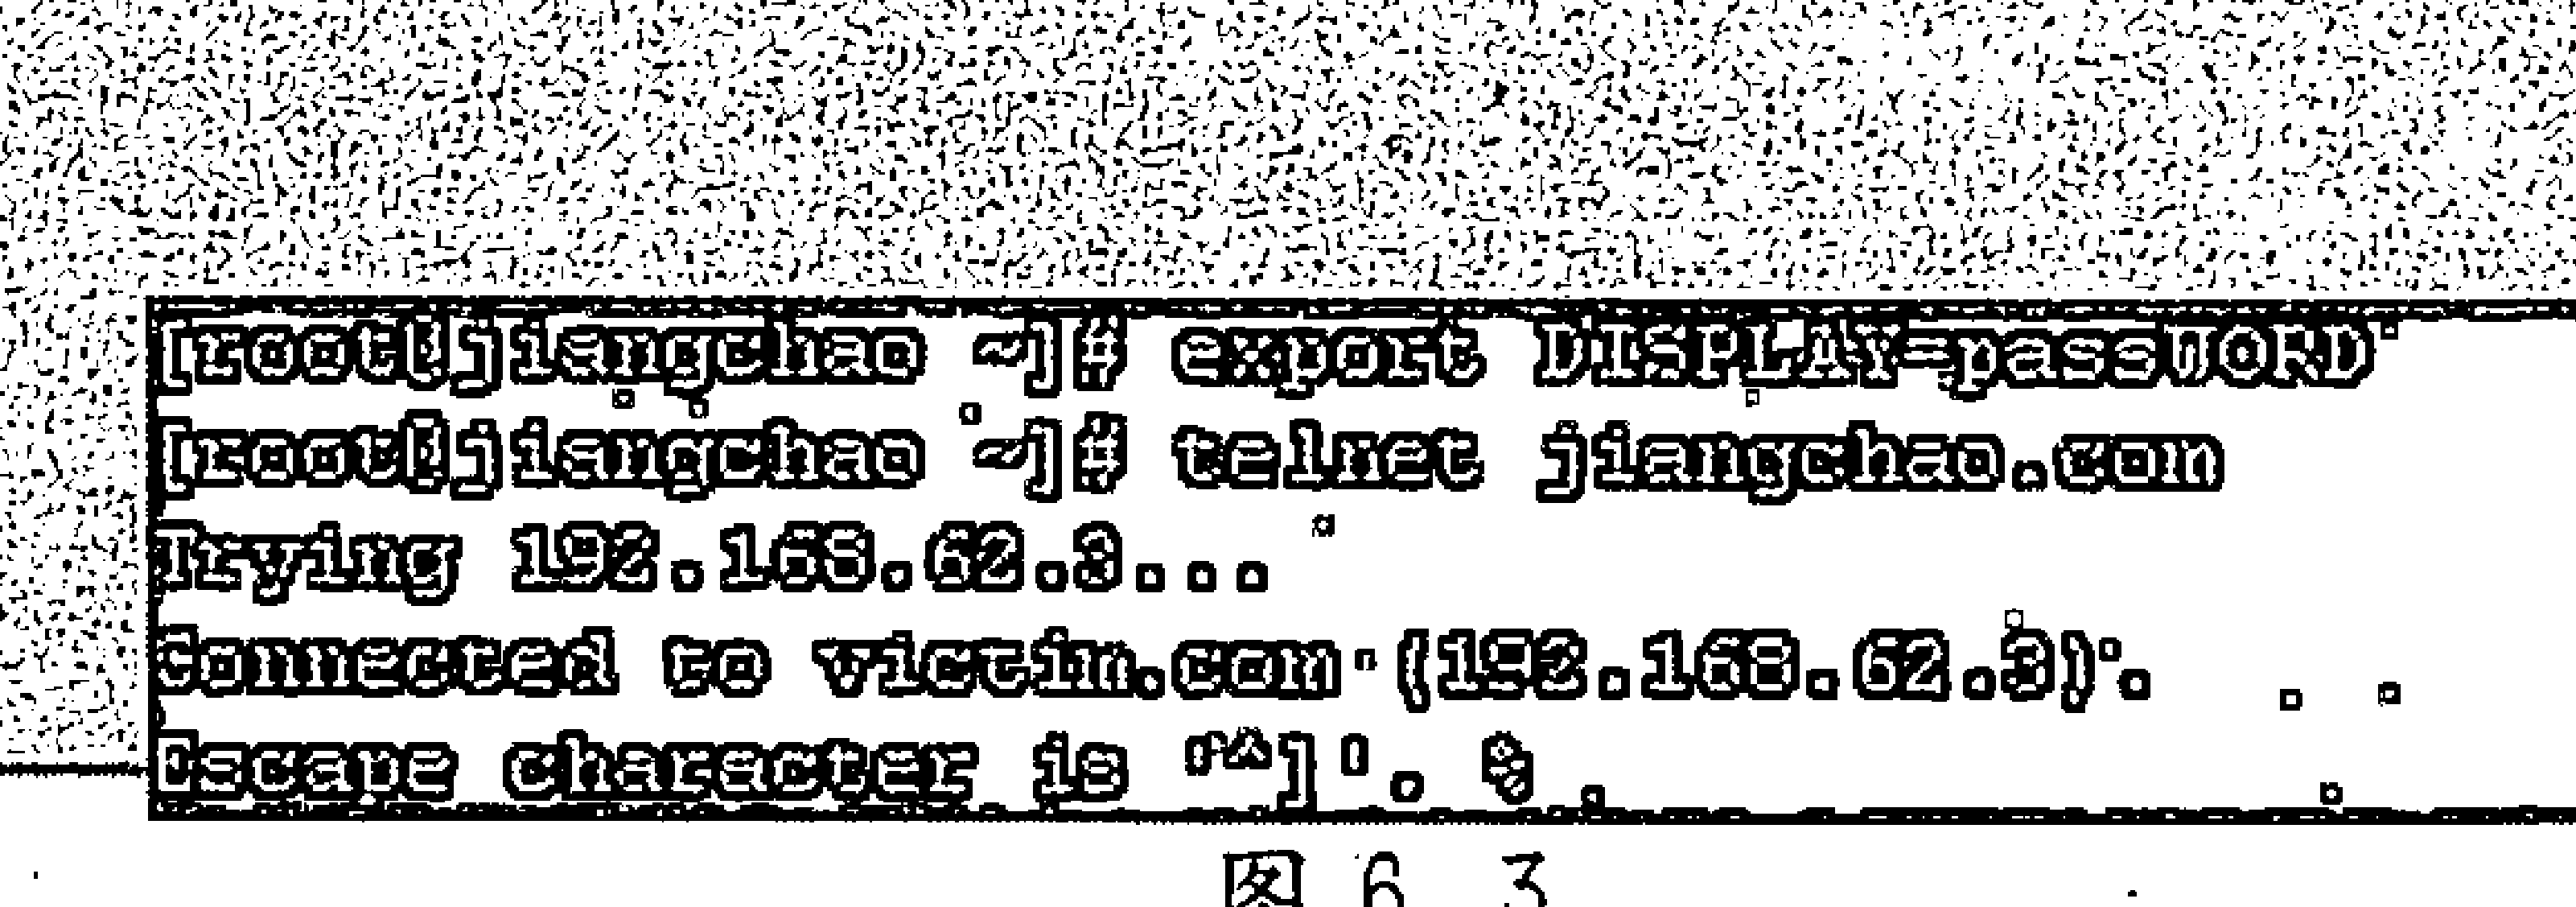 [root@jiangchao ~]# export DISPLAY=passWORD
[root@jiangchao ~]# telnet jiangchao.com
Trying 192.168.62.3...
Connected to victim.com (192.168.62.3).
Escape character is '^]'.
图 6 3